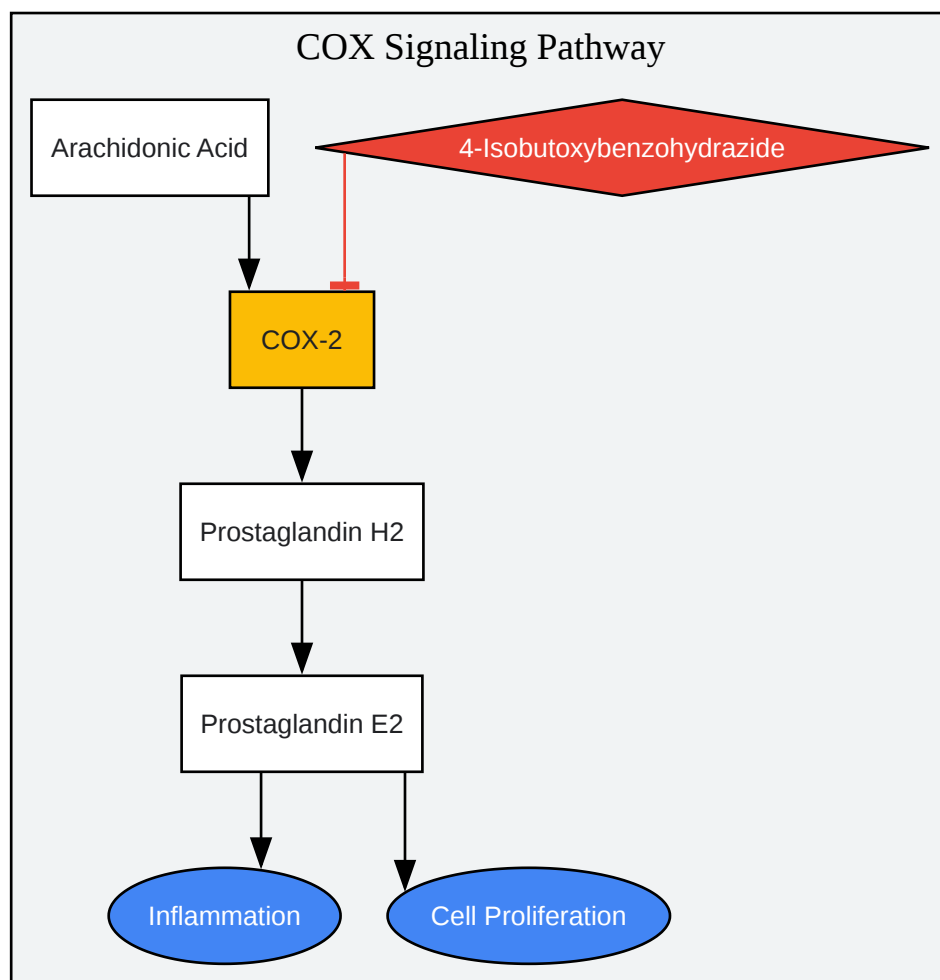 COX Signaling Pathway
Arachidonic Acid
4-Isobutoxybenzohydrazide
COX-2
Prostaglandin H2
Prostaglandin E2
Inflammation
Cell Proliferation